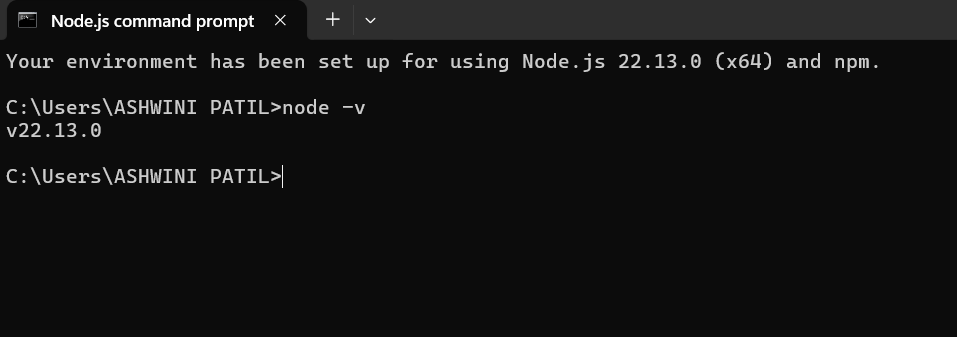 Node.js command prompt
Your environment has been set up for using Node.js 22.13.0 (x64) and npm.
C:\Users\ASHWINI PATIL>node -v
v22.13.0
C:\Users\ASHWINI PATIL>